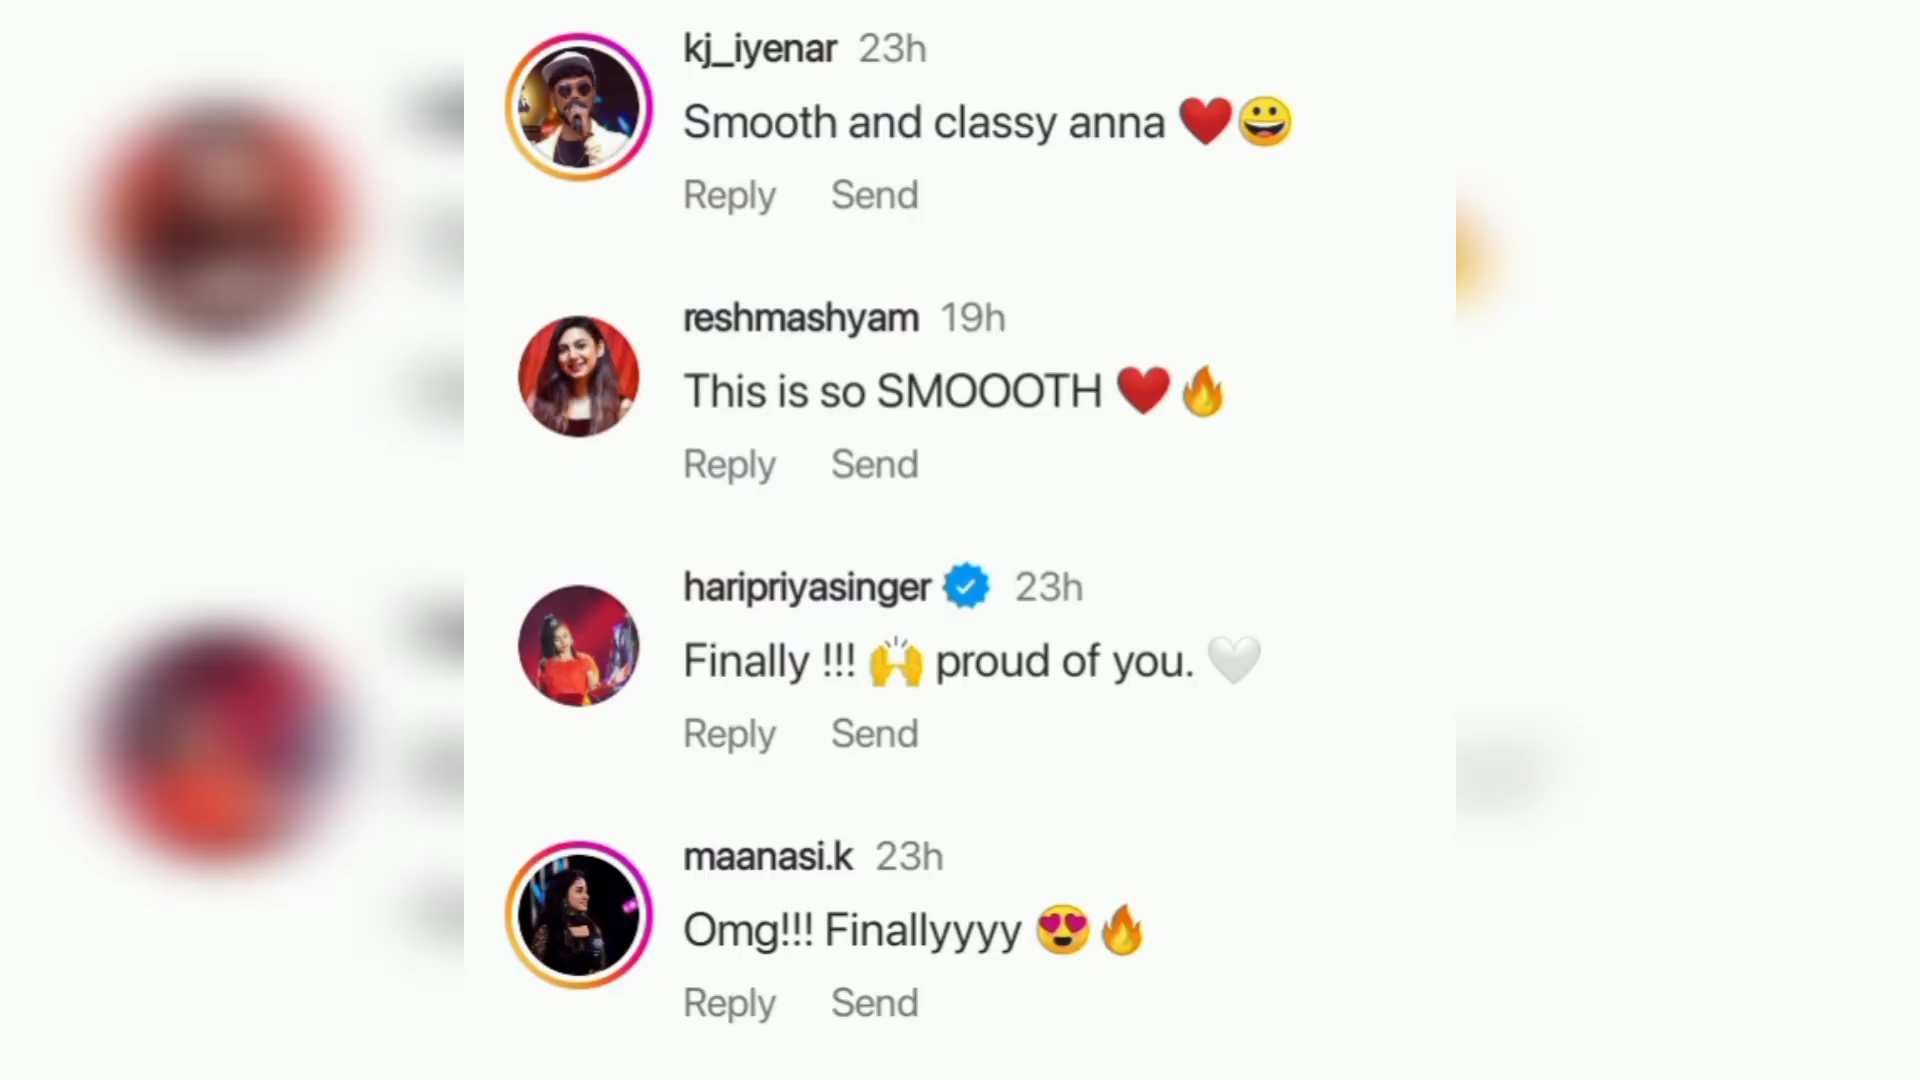 kj_iyenar 23h
Smooth and classy anna ❤️😀
Reply Send
reshmashyam 19h
This is so SMOOOTH ❤️🔥
Reply Send
haripriyasinger 23h
Finally !!! 🙌 proud of you. 🤍
Reply Send
maanasi.k 23h
Omg!!! Finallyyyy 😍🔥
Reply Send